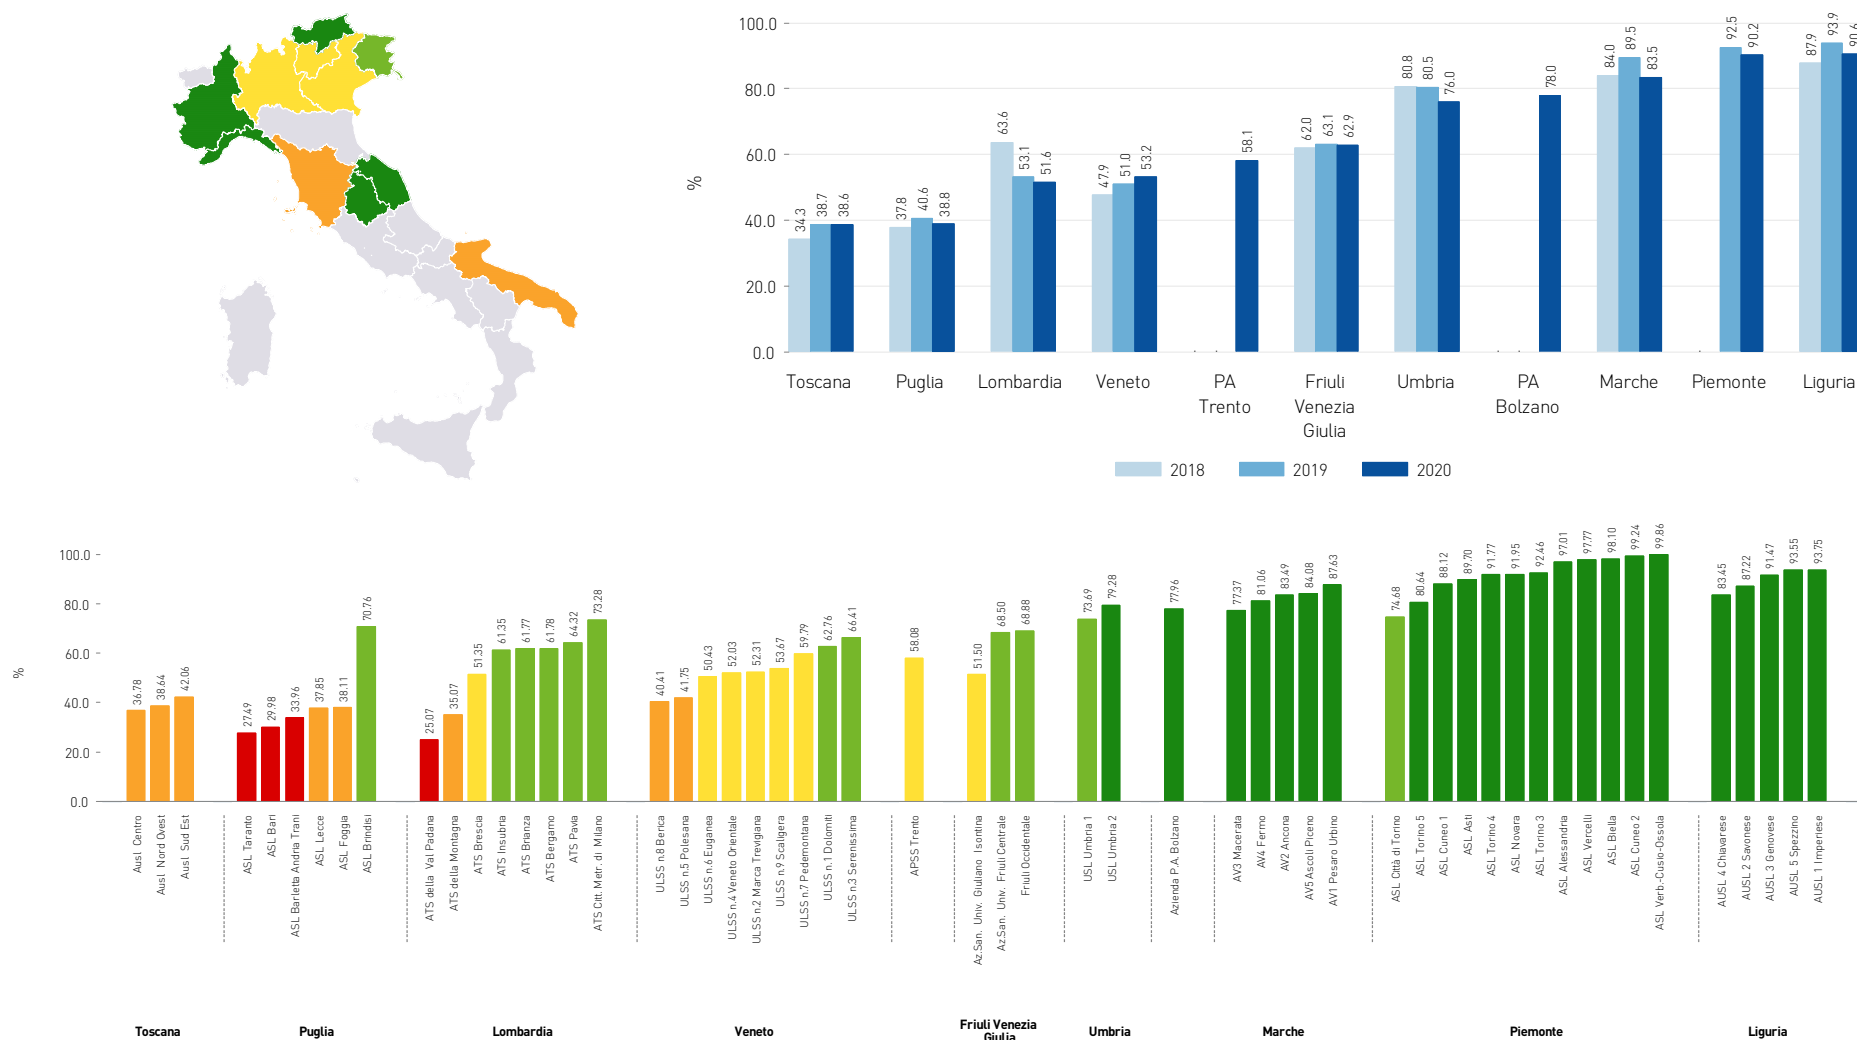 100.0
80.0
60.0
40.0
20.0
0.0
%
34.3
38.7
38.6
37.8
40.6
38.8
63.6
53.1
51.6
47.9
51.0
53.2
58.1
62.0
63.1
62.9
80.8
80.5
76.0
78.0
84.0
89.5
83.5
92.5
90.2
87.9
93.9
90.6
Toscana
Puglia
Lombardia
Veneto
PA
Trento
Friuli
Venezia
Giulia
Umbria
PA
Bolzano
Marche
Piemonte
Liguria
2018
2019
2020
100.0
80.0
60.0
40.0
20.0
0.0
%
36.78
38.64
42.06
27.49
29.98
33.96
37.85
38.11
70.76
25.07
35.07
51.35
61.35
61.77
61.78
64.32
73.28
40.41
41.75
50.43
52.03
52.31
53.67
59.79
62.76
66.41
58.08
51.50
68.50
68.88
73.69
79.28
77.96
77.37
81.06
83.49
84.08
87.63
74.68
80.64
88.12
89.70
91.77
91.95
92.46
97.01
97.77
98.10
99.24
99.86
83.45
87.22
91.47
93.55
93.75
Ausl Centro
Ausl Nord Ovest
Ausl Sud Est
ASL Taranto
ASL Bari
ASL Barletta Andria Trani
ASL Lecce
ASL Foggia
ASL Brindisi
ATS della Val Padana
ATS della Montagna
ATS Brescia
ATS Insubria
ATS Brianza
ATS Bergamo
ATS Pavia
ATS Citt. Metr. di Milano
ULSS n.8 Berica
ULSS n.5 Polesana
ULSS n.6 Euganea
ULSS n.4 Veneto Orientale
ULSS n.2 Marca Trevigiana
ULSS n.9 Scaligera
ULSS n.7 Pedemontana
ULSS n.1 Dolomiti
ULSS n.3 Serenissima
APSS Trento
Az.San. Univ. Giuliano Isontina
Az.San. Univ. Friuli Centrale
Friuli Occidentale
USL Umbria 1
USL Umbria 2
Azienda P.A. Bolzano
AV3 Macerata
AV4 Fermo
AV2 Ancona
AV5 Ascoli Piceno
AV1 Pesaro Urbino
ASL Città di Torino
ASL Torino 5
ASL Cuneo 1
ASL Asti
ASL Torino 4
ASL Novara
ASL Torino 3
ASL Alessandria
ASL Vercelli
ASL Biella
ASL Cuneo 2
ASL Verb.-Cusio-Ossola
AUSL 4 Chiavarese
AUSL 2 Savonese
AUSL 3 Genovese
AUSL 5 Spezzino
AUSL 1 Imperiese
Toscana
Puglia
Lombardia
Veneto
Friuli Venezia
Giulia
Umbria
Marche
Piemonte
Liguria